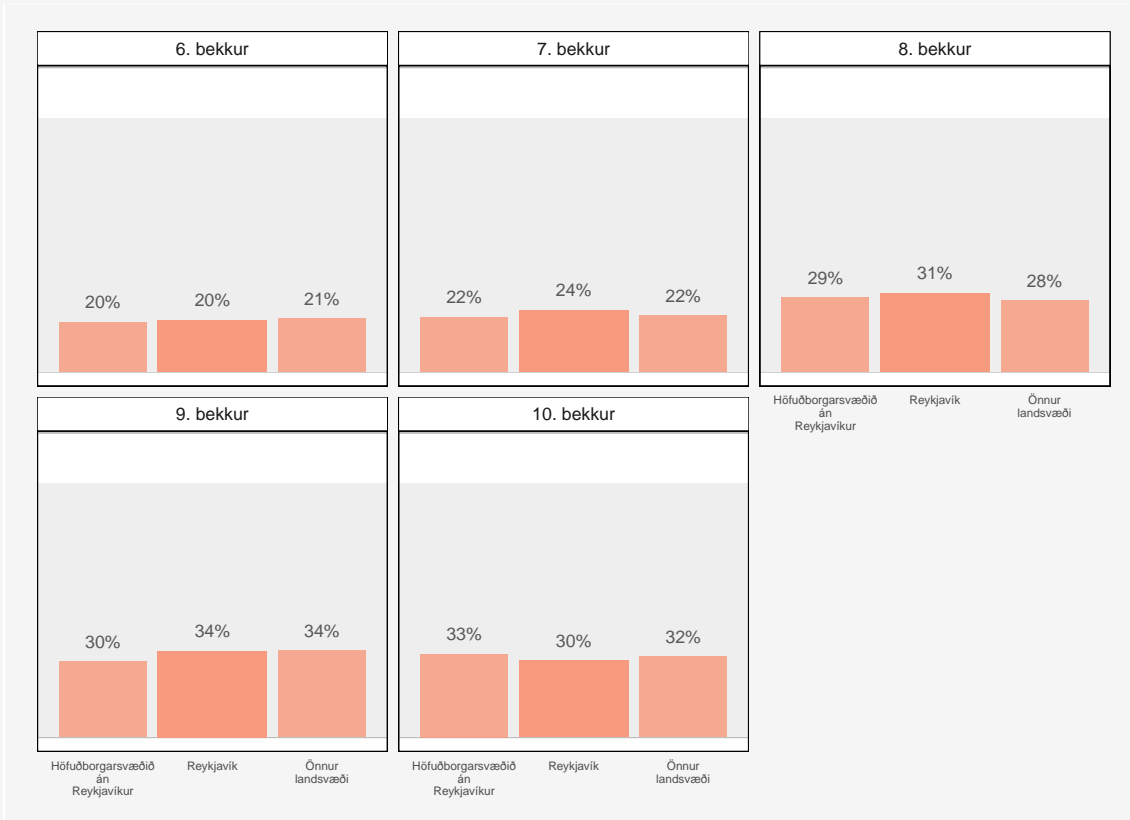 6. bekkur
7. bekkur
8. bekkur
20%
20%
21%
22%
24%
22%
29%
31%
28%
Höfuðborgarsvæðið
án
Reykjavíkur
Reykjavík
Önnur
landsvæði
9. bekkur
10. bekkur
30%
34%
34%
33%
30%
32%
Höfuðborgarsvæðið
án
Reykjavíkur
Reykjavík
Önnur
landsvæði
Höfuðborgarsvæðið
án
Reykjavíkur
Reykjavík
Önnur
landsvæði